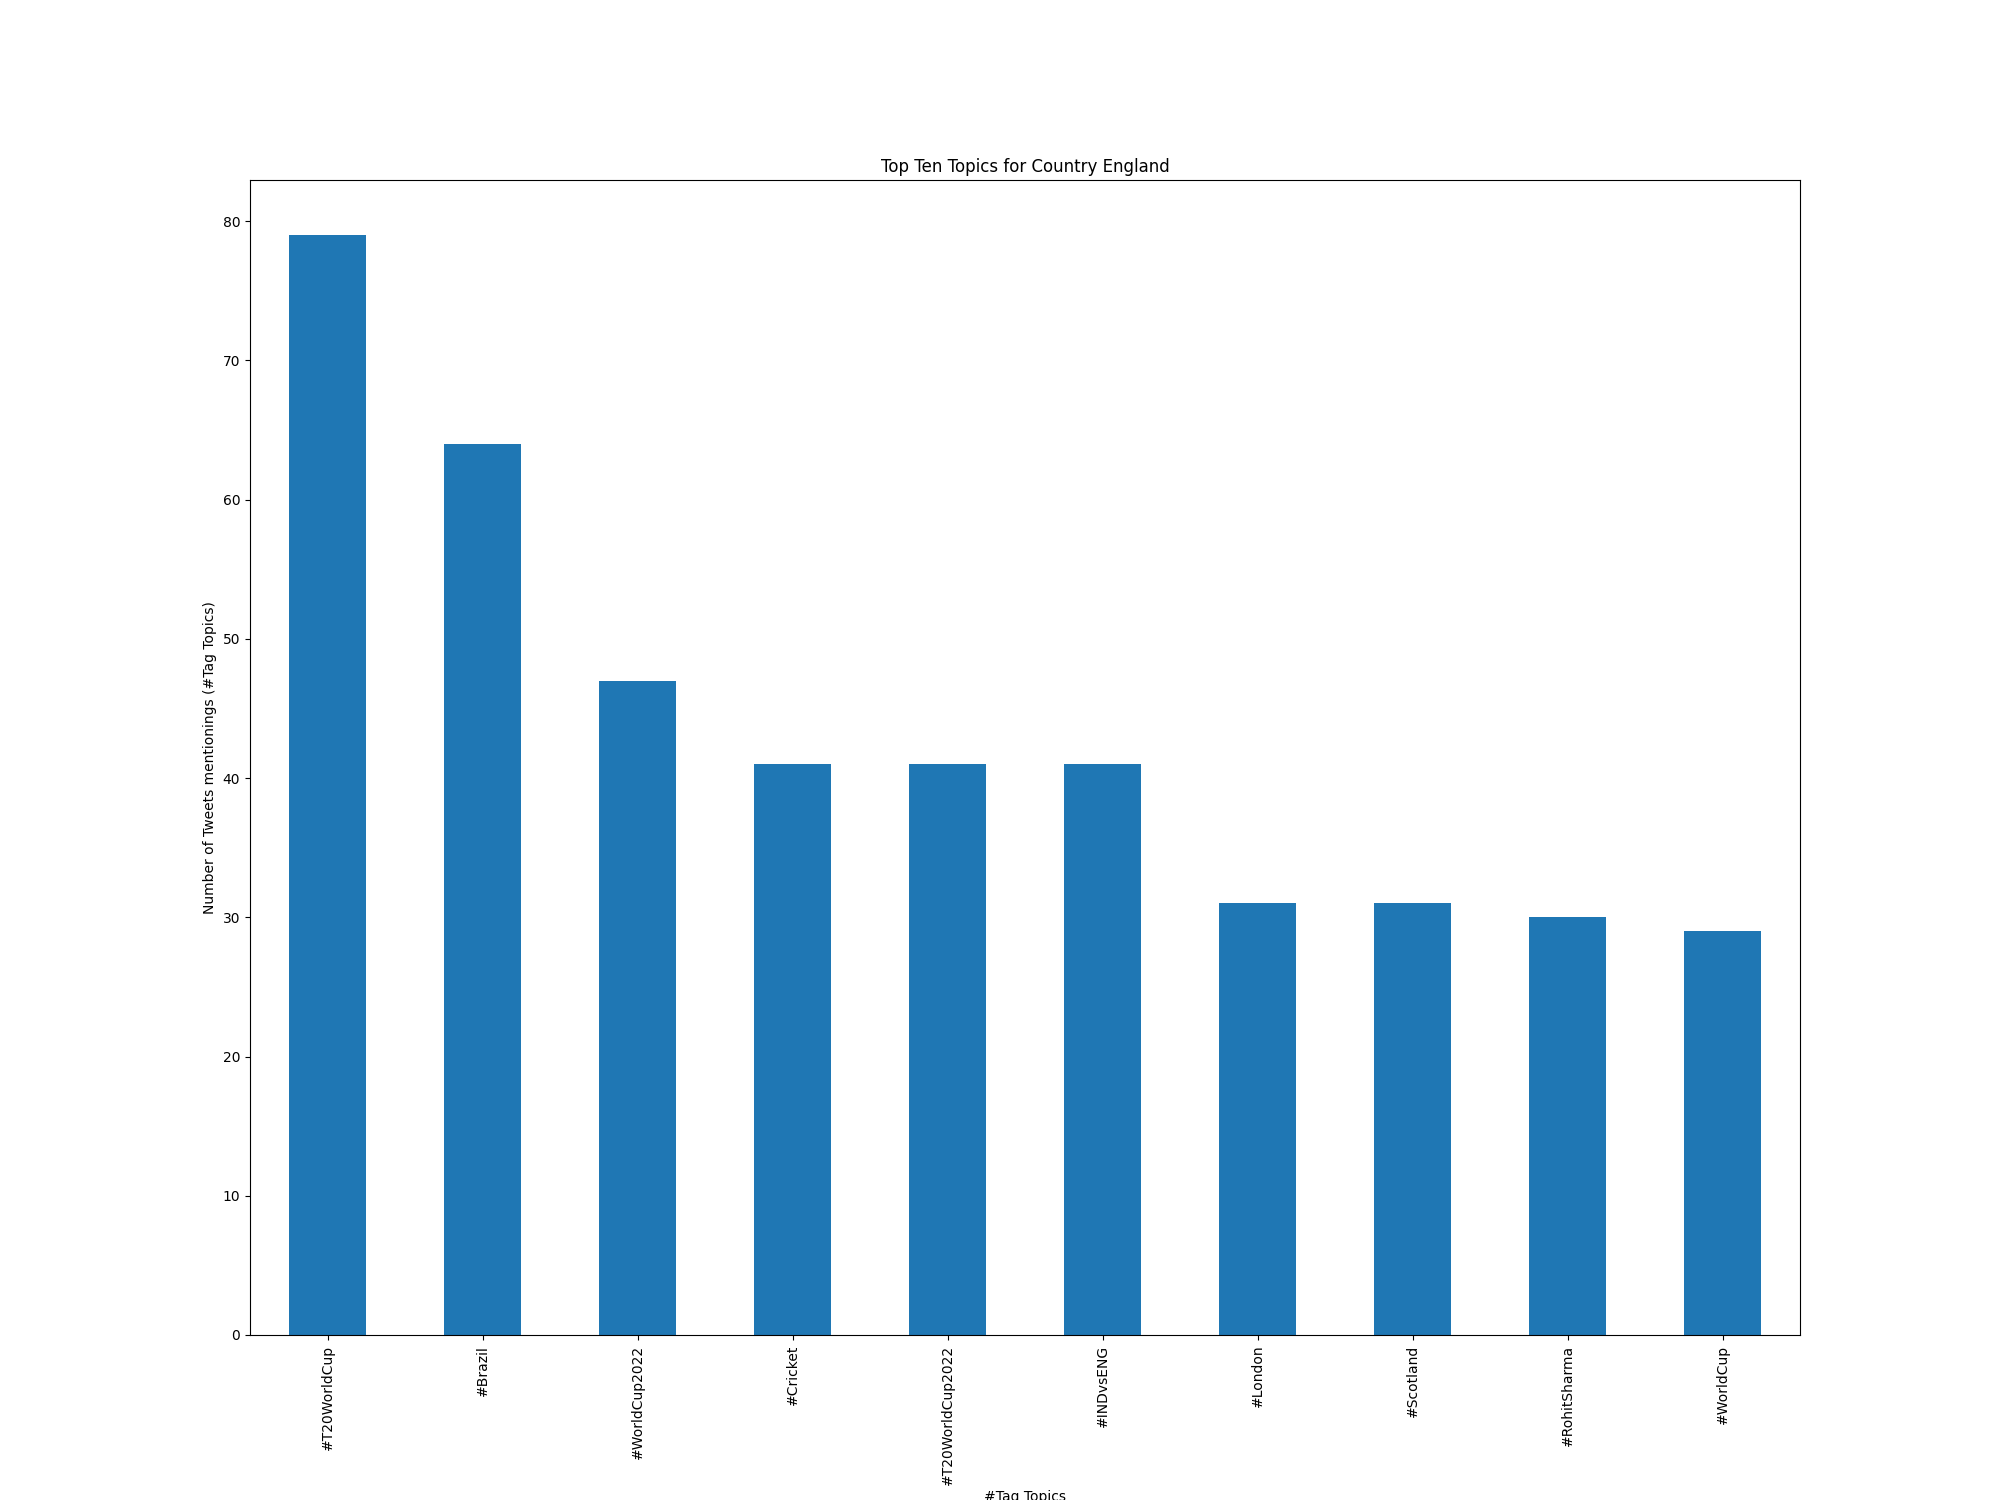 Top Ten Topics for Country England
Number of Tweets mentionings (#Tag Topics)
80
70
60
50
40
30
20
10
0
#T20WorldCup
#Brazil
#WorldCup2022
#Cricket
#T20WorldCup2022
#INDvsENG
#London
#Scotland
#RohitSharma
#WorldCup
#Tag Topics